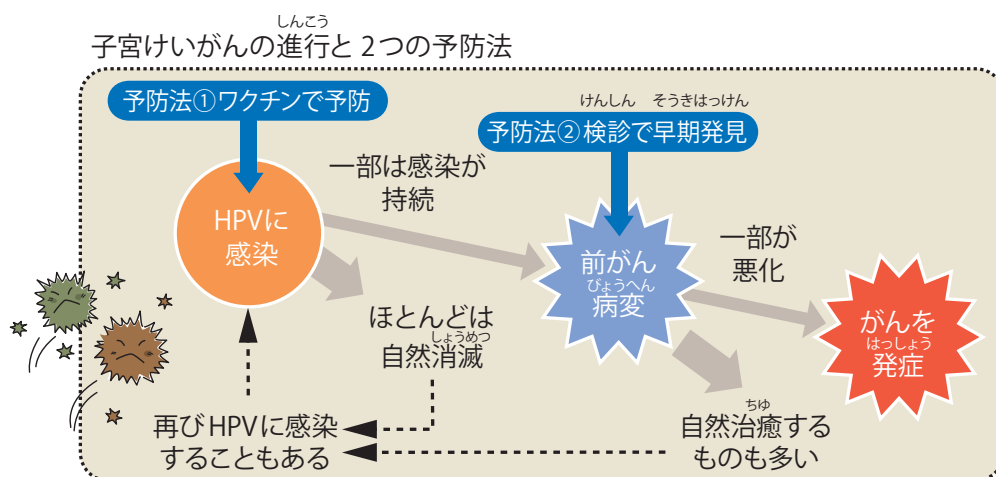 しんこう
子宮けいがんの進行と2つの予防法
予防法①ワクチンで予防
けんしん そうきはっけん
予防法②検診で早期発見
一部は感染が
持続
HPVに
感染
前がん
びょうへん
病変
一部が
悪化
がんを
はっしょう
発症
ほとんどは
しょうめつ
自然消滅
再びHPVに感染
することもある
ちゆ
自然治癒する
ものも多い